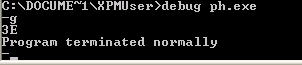 C:\DOCUME~1\XPMUser>debug ph.exe
-g
3E
Program terminated normally
-